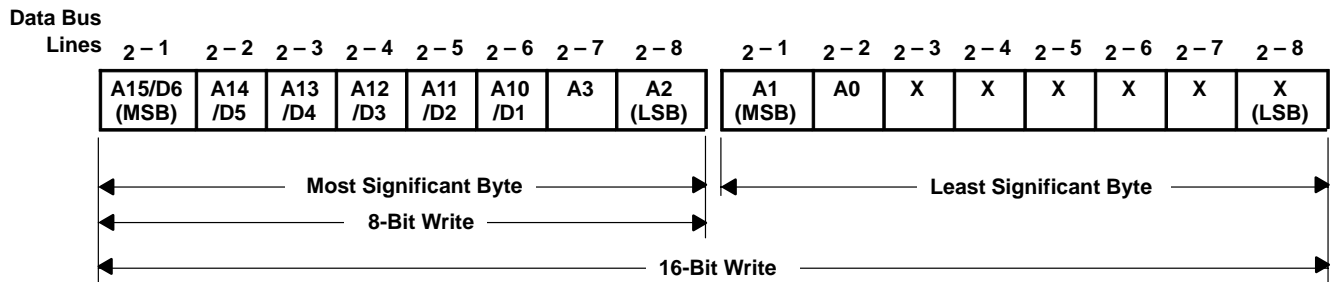 Data Bus
Lines 2 – 1 2 – 2 2 – 3 2 – 4 2 – 5 2 – 6 2 – 7 2 – 8 2 – 1 2 – 2 2 – 3 2 – 4 2 – 5 2 – 6 2 – 7 2 – 8
A15/D6 A14 A13 A12 A11 A10 A3 A2 A1 A0 X X X X X X
(MSB) /D5 /D4 /D3 /D2 /D1 (LSB) (MSB) (LSB)
Most Significant Byte Least Significant Byte
8-Bit Write
16-Bit Write